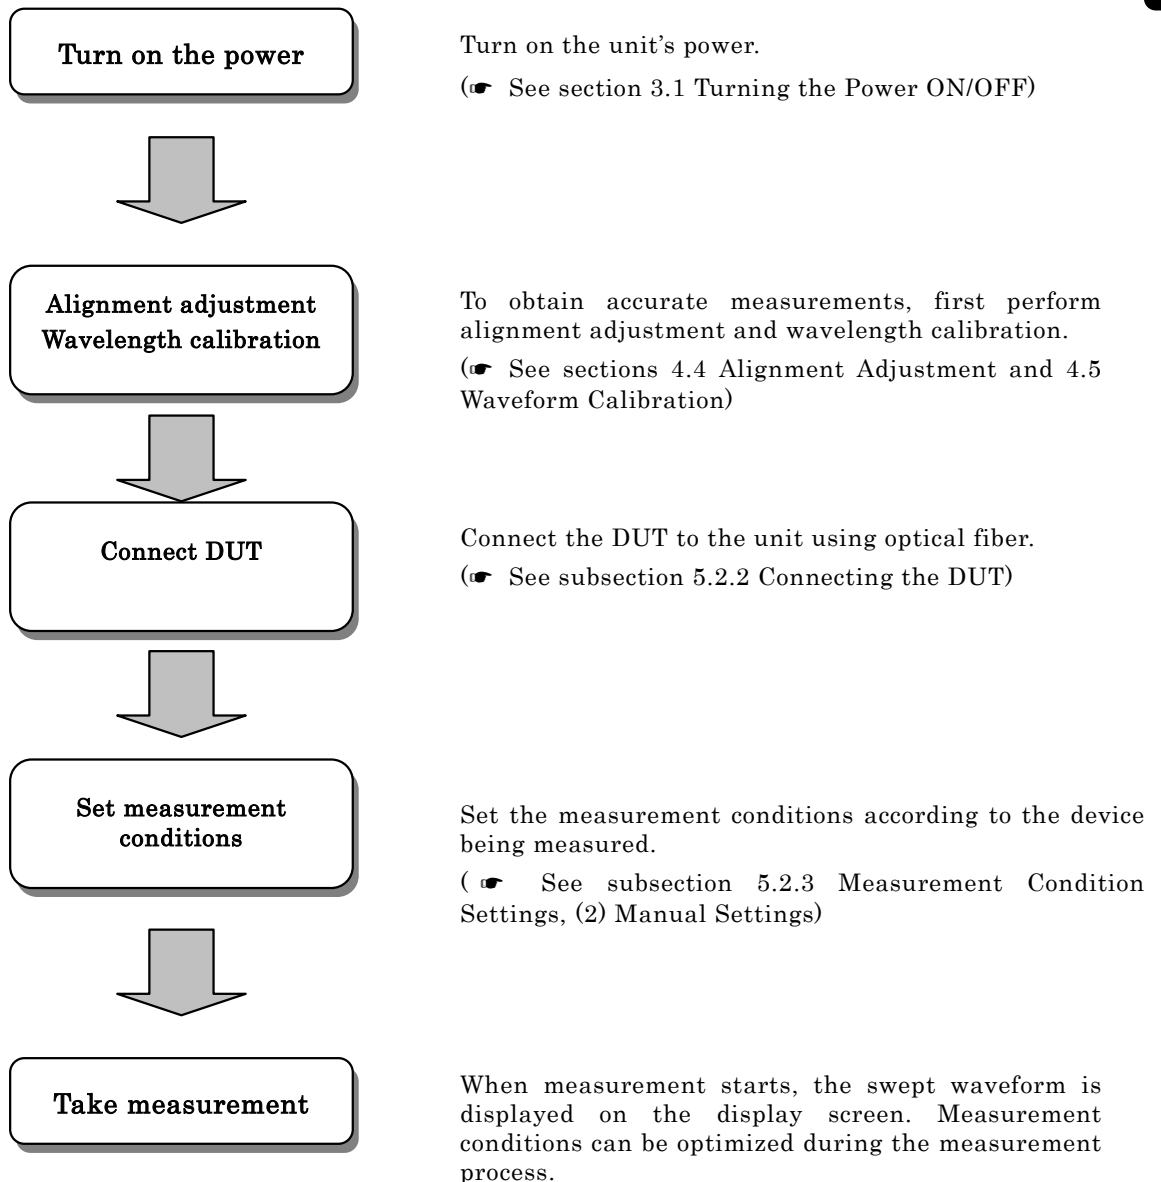 Turn on the power
Turn on the unit’s power.
(☛ See section 3.1 Turning the Power ON/OFF)
Alignment adjustment
Wavelength calibration
To obtain accurate measurements, first perform
alignment adjustment and wavelength calibration.
(☛ See sections 4.4 Alignment Adjustment and 4.5
Waveform Calibration)
Connect DUT
Connect the DUT to the unit using optical fiber.
(☛ See subsection 5.2.2 Connecting the DUT)
Set measurement
conditions
Set the measurement conditions according to the device
being measured.
( ☛ See subsection 5.2.3 Measurement Condition
Settings, (2) Manual Settings)
Take measurement
When measurement starts, the swept waveform is
displayed on the display screen. Measurement
conditions can be optimized during the measurement
process.